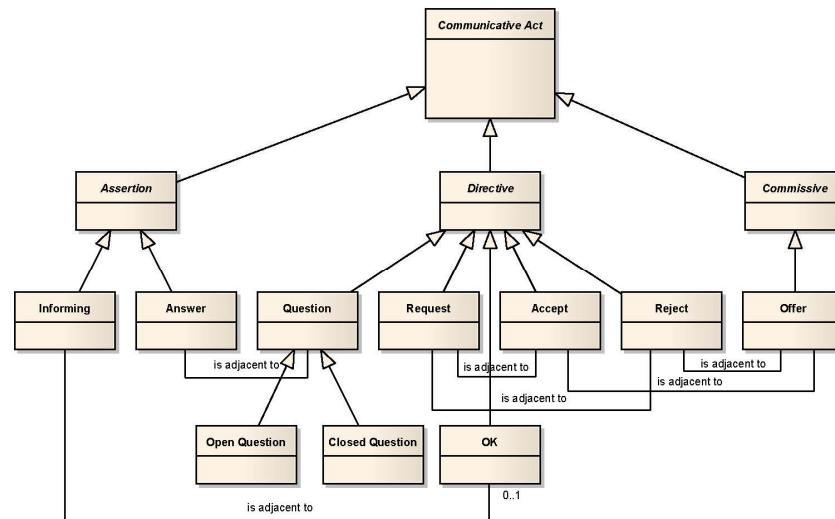 Communicative Act
Assertion
Directive
Commissive
Informing
Answer
Question
Request
Accept
Reject
Offer
is adjacent to
is adjacent to
is adjacent to
is adjacent to
is adjacent to
Open Question
Closed Question
OK
0..1
is adjacent to